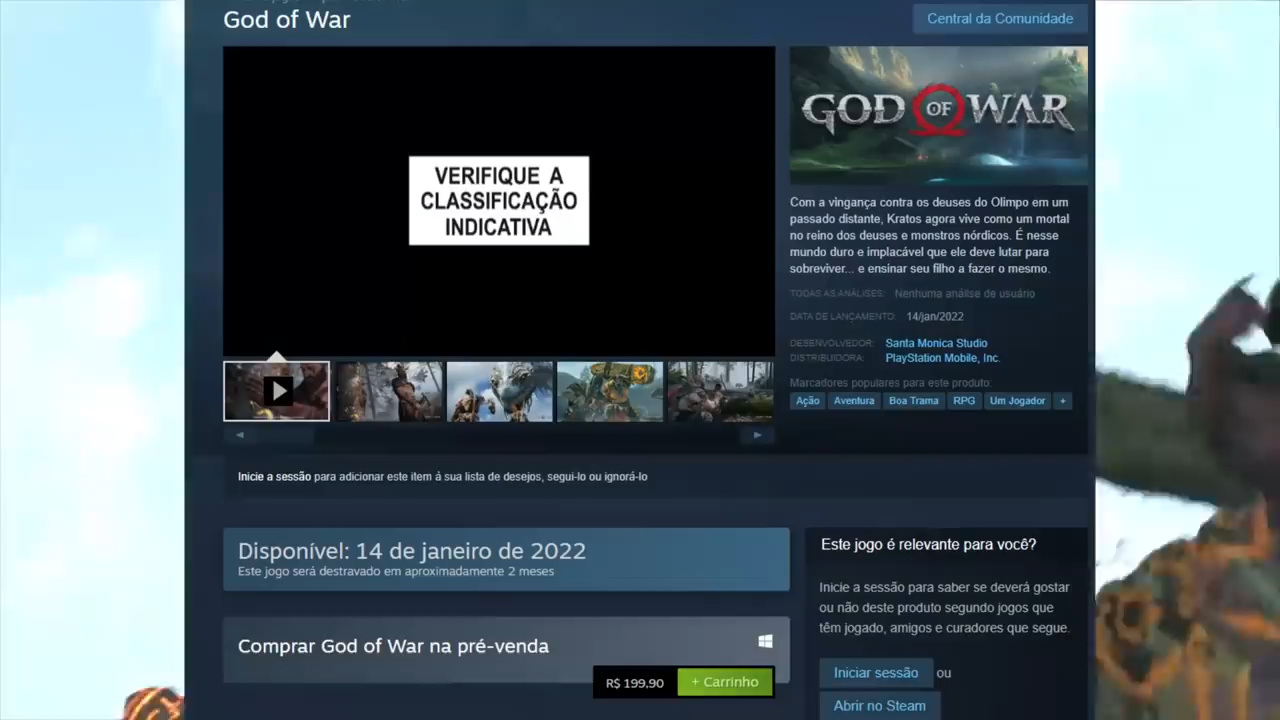 God of War
Central da Comunidade
VERIFIQUE A
CLASSIFICAÇÃO
INDICATIVA
GOD OF WAR
Com a vingança contra os deuses do Olimpo em um
passado distante, Kratos agora vive como um mortal
no reino dos deuses e monstros nórdicos. É nesse
mundo duro e implacável que ele deve lutar para
sobreviver... e ensinar seu filho a fazer o mesmo.
TODAS AS ANÁLISES: Nenhuma análise de usuário
DATA DE LANÇAMENTO: 14/jan/2022
DESENVOLVEDOR: Santa Monica Studio
DISTRIBUIDORA: PlayStation Mobile, Inc.
Marcadores populares para este produto:
Ação Aventura Boa Trama RPG Um Jogador +
Inicie a sessão para adicionar este item á sua lista de desejos, segui-lo ou ignorá-lo
Disponível: 14 de janeiro de 2022
Este jogo será destravado em aproximadamente 2 meses
Comprar God of War na pré-venda
R$ 199,90 + Carrinho
Este jogo é relevante para você?
Inicie a sessão para saber se deverá gostar
ou não deste produto segundo jogos que
têm jogado, amigos e curadores que segue.
Iniciar sessão ou
Abrir no Steam